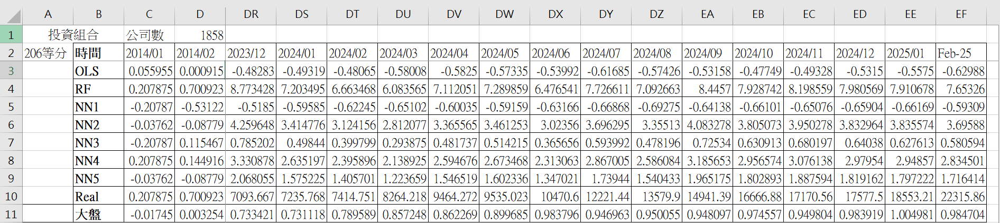 A B C D DR DS DT DU DV DW DX DY DZ EA EB EC ED EE EF
1 投資組合 公司數 1858
2 206等分 時間 2014/01 2014/02 2023/12 2024/01 2024/02 2024/03 2024/04 2024/05 2024/06 2024/07 2024/08 2024/09 2024/10 2024/11 2024/12 2025/01 Feb-25
3 OLS 0.055955 0.000915 -0.48283 -0.49319 -0.48065 -0.58008 -0.5825 -0.57335 -0.53992 -0.61685 -0.57426 -0.53158 -0.47749 -0.49328 -0.5315 -0.5575 -0.62988
4 RF 0.207875 0.700923 8.773428 7.203495 6.663468 6.083565 7.112051 7.289859 6.476541 7.726611 7.092663 8.4457 7.928742 8.198559 7.980569 7.910678 7.65326
5 NN1 -0.20787 -0.53122 -0.5185 -0.59585 -0.62245 -0.65102 -0.60035 -0.59159 -0.63166 -0.66868 -0.69275 -0.64138 -0.66101 -0.65076 -0.65904 -0.66169 -0.59309
6 NN2 -0.03762 -0.08779 4.259648 3.414776 3.124156 2.812077 3.365565 3.461253 3.02356 3.696295 3.35513 4.083278 3.805073 3.950278 3.832964 3.835574 3.69588
7 NN3 -0.20787 0.115467 0.785202 0.49844 0.399799 0.293875 0.481737 0.514215 0.365656 0.593992 0.478196 0.72534 0.630913 0.680197 0.64038 0.627613 0.580594
8 NN4 0.207875 0.144916 3.330878 2.635197 2.395896 2.138925 2.594676 2.673468 2.313063 2.867005 2.586084 3.185653 2.956574 3.076138 2.97954 2.94857 2.834501
9 NN5 -0.03762 -0.08779 2.068055 1.575225 1.405701 1.223659 1.546519 1.602336 1.347021 1.73944 1.540433 1.965175 1.802893 1.887594 1.819162 1.797222 1.716414
10 Real 0.207875 0.700923 7093.667 7235.768 7414.751 8264.218 9464.272 9535.023 10470.6 12221.44 13579.9 14941.39 16666.88 17170.56 17577.5 18553.21 22315.86
11 大盤 -0.01745 0.003254 0.733421 0.731118 0.789589 0.857248 0.862269 0.899685 0.983796 0.946963 0.950055 0.948097 0.974557 0.949804 0.983919 1.004981 0.984704